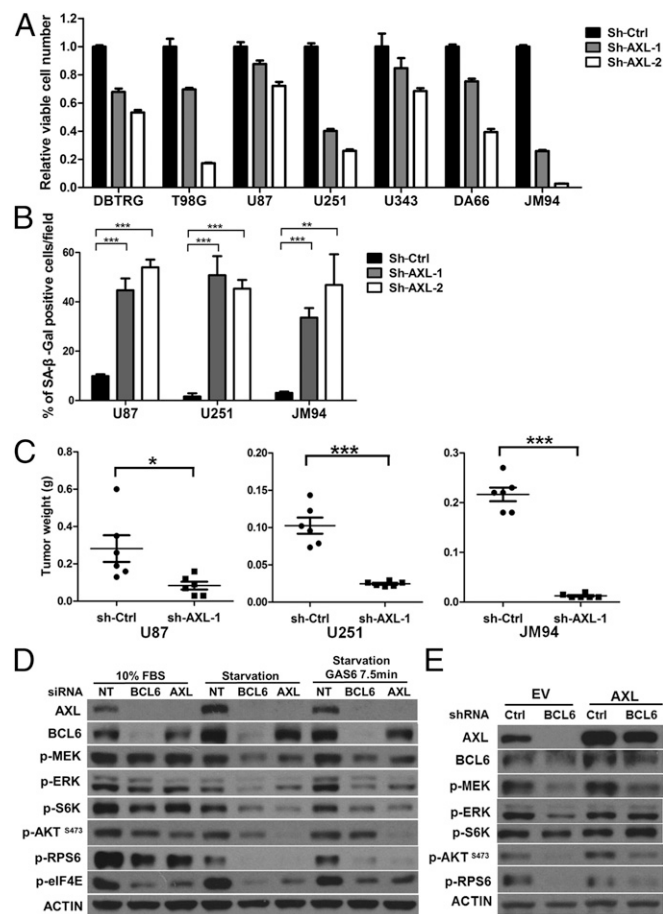 A
Relative viable cell number
1.0
0.8
0.6
0.4
0.2
0.0
DBTRG T98G U87 U251 U343 DA66 JM94
Sh-Ctrl
Sh-AXL-1
Sh-AXL-2
B
% of SA-β -Gal positive cells/field
60
40
20
0
*** *** **
*** *** ***
U87 U251 JM94
Sh-Ctrl
Sh-AXL-1
Sh-AXL-2
C
Tumor weight (g)
0.8
0.6
0.4
0.2
0.0
*
sh-Ctrl sh-AXL-1
U87
0.20
0.15
0.10
0.05
0.00
***
sh-Ctrl sh-AXL-1
U251
0.3
0.2
0.1
0.0
***
sh-Ctrl sh-AXL-1
JM94
D
10% FBS Starvation Starvation
GAS6 7.5min
siRNA NT BCL6 AXL NT BCL6 AXL NT BCL6 AXL
AXL
BCL6
p-MEK
p-ERK
p-S6K
p-AKT S473
p-RPS6
p-eIF4E
ACTIN
E
EV AXL
shRNA Ctrl BCL6 Ctrl BCL6
AXL
BCL6
p-MEK
p-ERK
p-S6K
p-AKT S473
p-RPS6
ACTIN